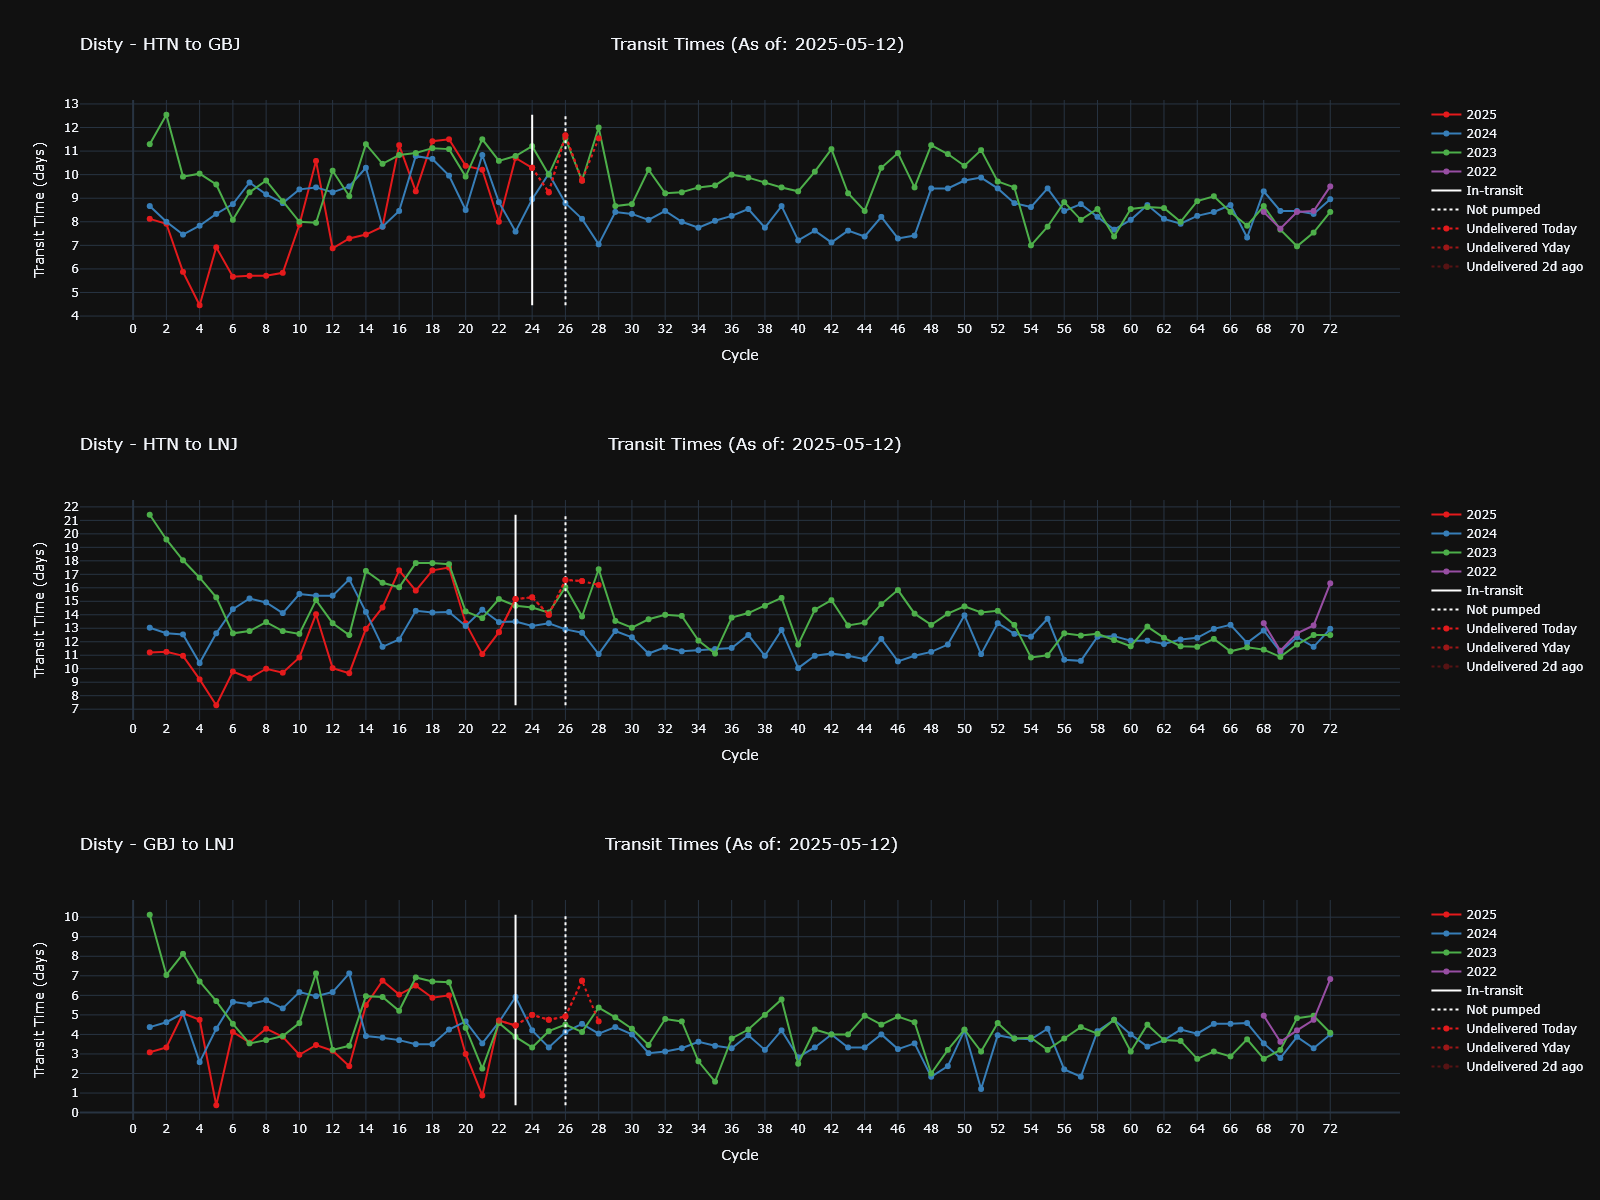 Disty - HTN to GBJ
Transit Times (As of: 2025-05-12)
Transit Time (days)
13
12
11
10
9
8
7
6
5
4
0 2 4 6 8 10 12 14 16 18 20 22 24 26 28 30 32 34 36 38 40 42 44 46 48 50 52 54 56 58 60 62 64 66 68 70 72
Cycle
2025
2024
2023
2022
In-transit
Not pumped
Undelivered Today
Undelivered Yday
Undelivered 2d ago
Disty - HTN to LNJ
Transit Times (As of: 2025-05-12)
Transit Time (days)
22
21
20
19
18
17
16
15
14
13
12
11
10
9
8
7
0 2 4 6 8 10 12 14 16 18 20 22 24 26 28 30 32 34 36 38 40 42 44 46 48 50 52 54 56 58 60 62 64 66 68 70 72
Cycle
2025
2024
2023
2022
In-transit
Not pumped
Undelivered Today
Undelivered Yday
Undelivered 2d ago
Disty - GBJ to LNJ
Transit Times (As of: 2025-05-12)
Transit Time (days)
10
9
8
7
6
5
4
3
2
1
0
0 2 4 6 8 10 12 14 16 18 20 22 24 26 28 30 32 34 36 38 40 42 44 46 48 50 52 54 56 58 60 62 64 66 68 70 72
Cycle
2025
2024
2023
2022
In-transit
Not pumped
Undelivered Today
Undelivered Yday
Undelivered 2d ago